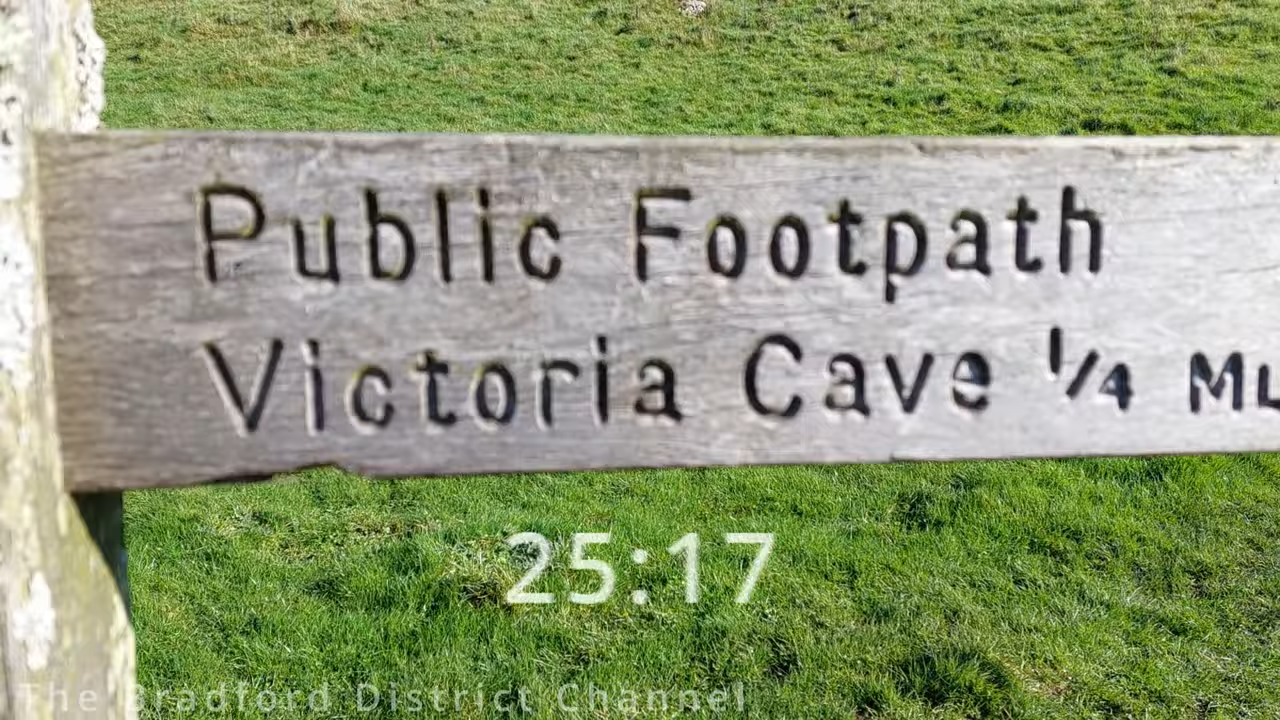 Public Footpath
Victoria Cave 1/4
25:17
The Bradford District Channel